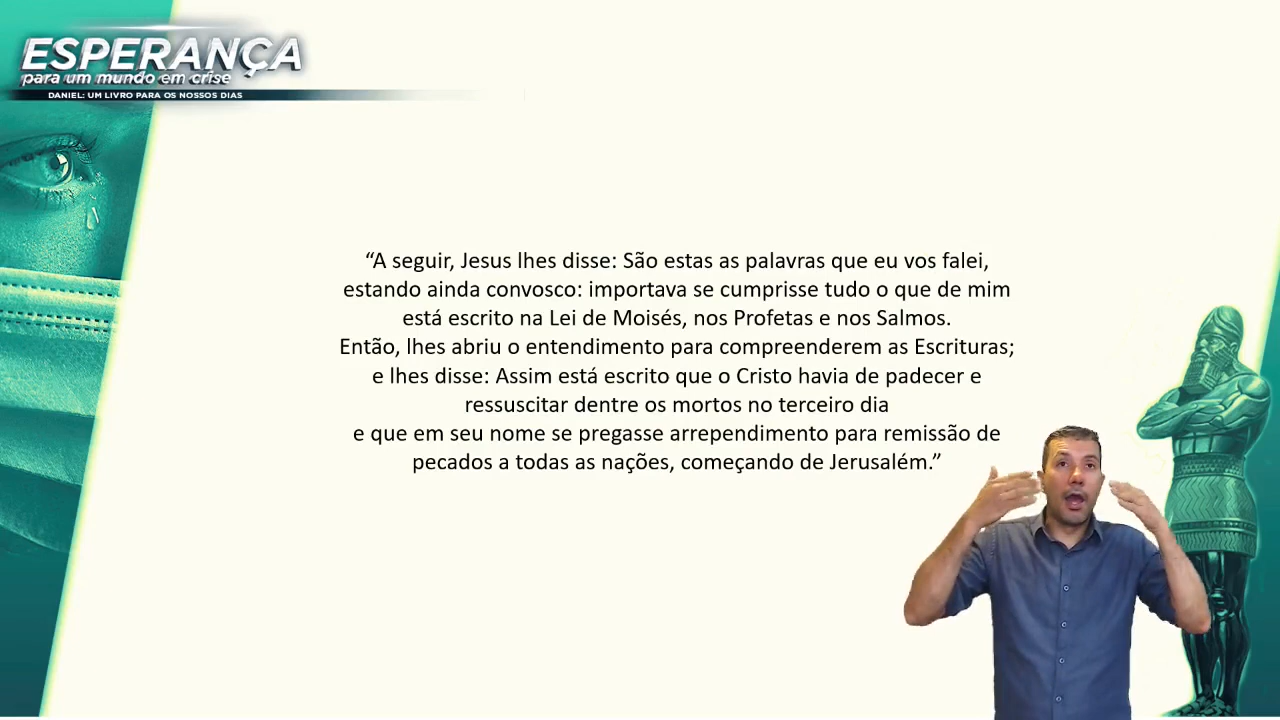 ESPERANÇA
para um mundo em crise
DANIEL: UM LIVRO PARA OS NOSSOS DIAS
“A seguir, Jesus lhes disse: São estas as palavras que eu vos falei,
estando ainda convosco: importava se cumprisse tudo o que de mim
está escrito na Lei de Moisés, nos Profetas e nos Salmos.
Então, lhes abriu o entendimento para compreenderem as Escrituras;
e lhes disse: Assim está escrito que o Cristo havia de padecer e
ressuscitar dentre os mortos no terceiro dia
e que em seu nome se pregasse arrependimento para remissão de
pecados a todas as nações, começando de Jerusalém.”